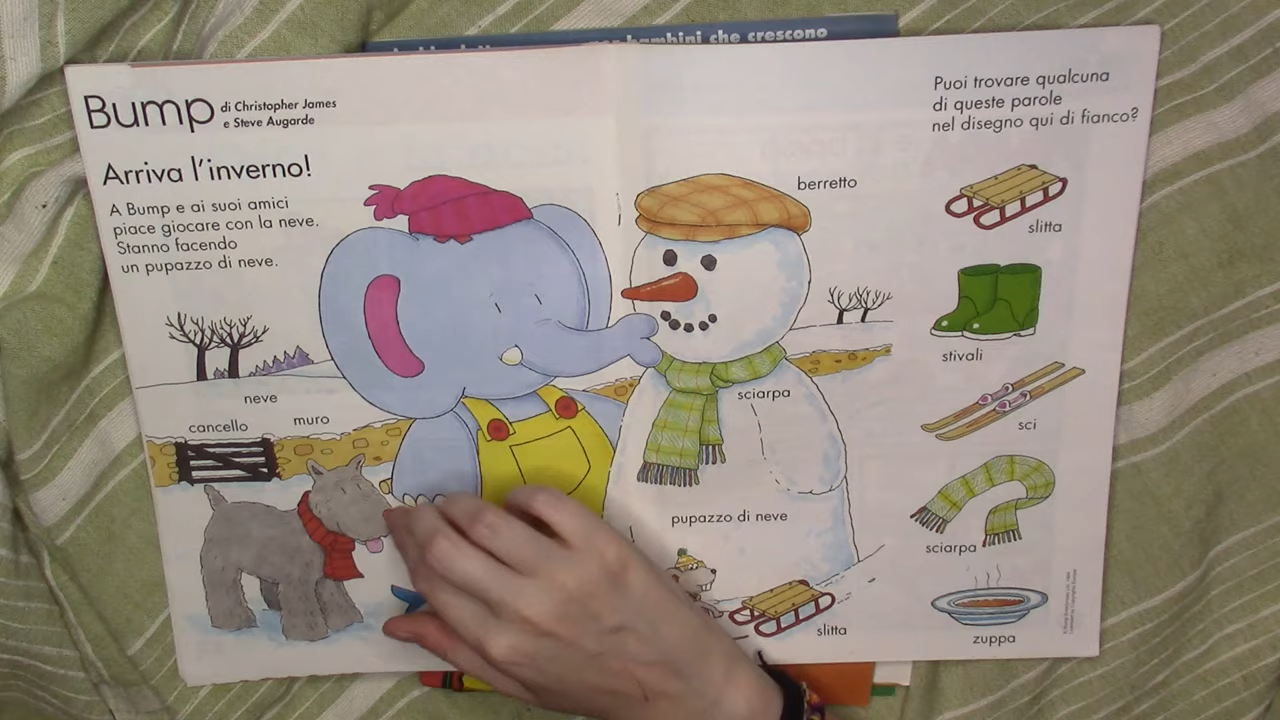 bambini che crescono
Bump
di Christopher James
e Steve Augarde
Arriva l'inverno!
A Bump e ai suoi amici
piace giocare con la neve.
Stanno facendo
un pupazzo di neve.
neve
cancello
muro
berretto
sciarpa
pupazzo di neve
slitta
Puoi trovare qualcuna
di queste parole
nel disegno qui di fianco?
slitta
stivali
sci
sciarpa
zuppa